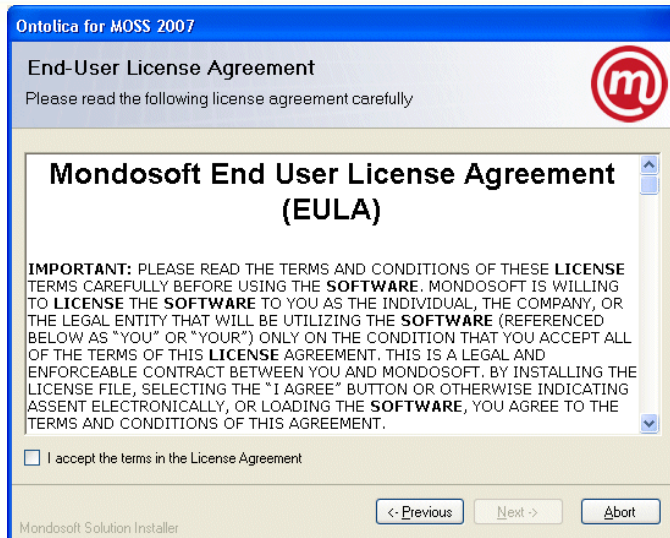 Ontolica for MOSS 2007
End-User License Agreement
Please read the following license agreement carefully
m
Mondosoft End User License Agreement
(EULA)
IMPORTANT: PLEASE READ THE TERMS AND CONDITIONS OF THESE LICENSE
TERMS CAREFULLY BEFORE USING THE SOFTWARE. MONDOSOFT IS WILLING
TO LICENSE THE SOFTWARE TO YOU AS THE INDIVIDUAL, THE COMPANY, OR
THE LEGAL ENTITY THAT WILL BE UTILIZING THE SOFTWARE (REFERENCED
BELOW AS “YOU” OR “YOUR”) ONLY ON THE CONDITION THAT YOU ACCEPT ALL
OF THE TERMS OF THIS LICENSE AGREEMENT. THIS IS A LEGAL AND
ENFORCEABLE CONTRACT BETWEEN YOU AND MONDOSOFT. BY INSTALLING THE
LICENSE FILE, SELECTING THE “I AGREE” BUTTON OR OTHERWISE INDICATING
ASSENT ELECTRONICALLY, OR LOADING THE SOFTWARE, YOU AGREE TO THE
TERMS AND CONDITIONS OF THIS AGREEMENT.
I accept the terms in the License Agreement
<- Previous Next -> Abort
Mondosoft Solution Installer